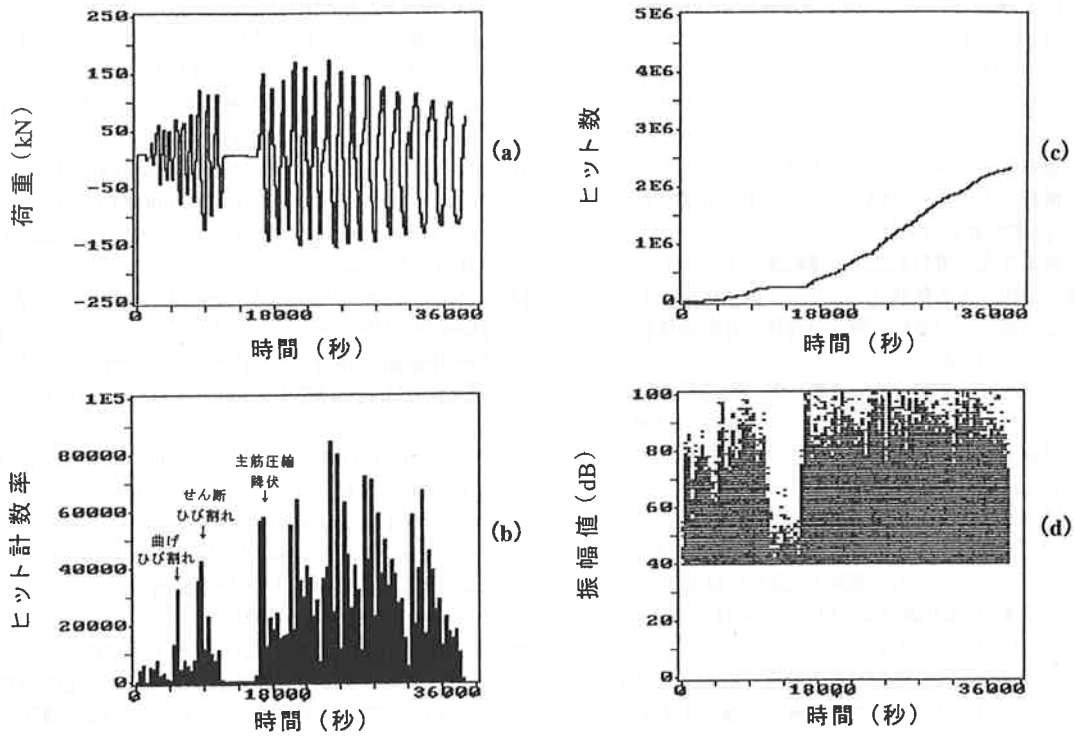 250
150
50
-50
-150
-250
0
18000
36000
荷重 (kN)
時間 (秒)
(a)
5E6
4E6
3E6
2E6
1E6
0
0
18000
36000
ヒット数
時間 (秒)
(c)
1E5
80000
60000
40000
20000
0
0
18000
36000
ヒット計数率
曲げ
ひび割れ
↓
せん断
ひび割れ
↓
主筋圧縮
降伏
↓
時間 (秒)
(b)
100
80
60
40
20
0
0
18000
36000
振幅値 (dB)
時間 (秒)
(d)